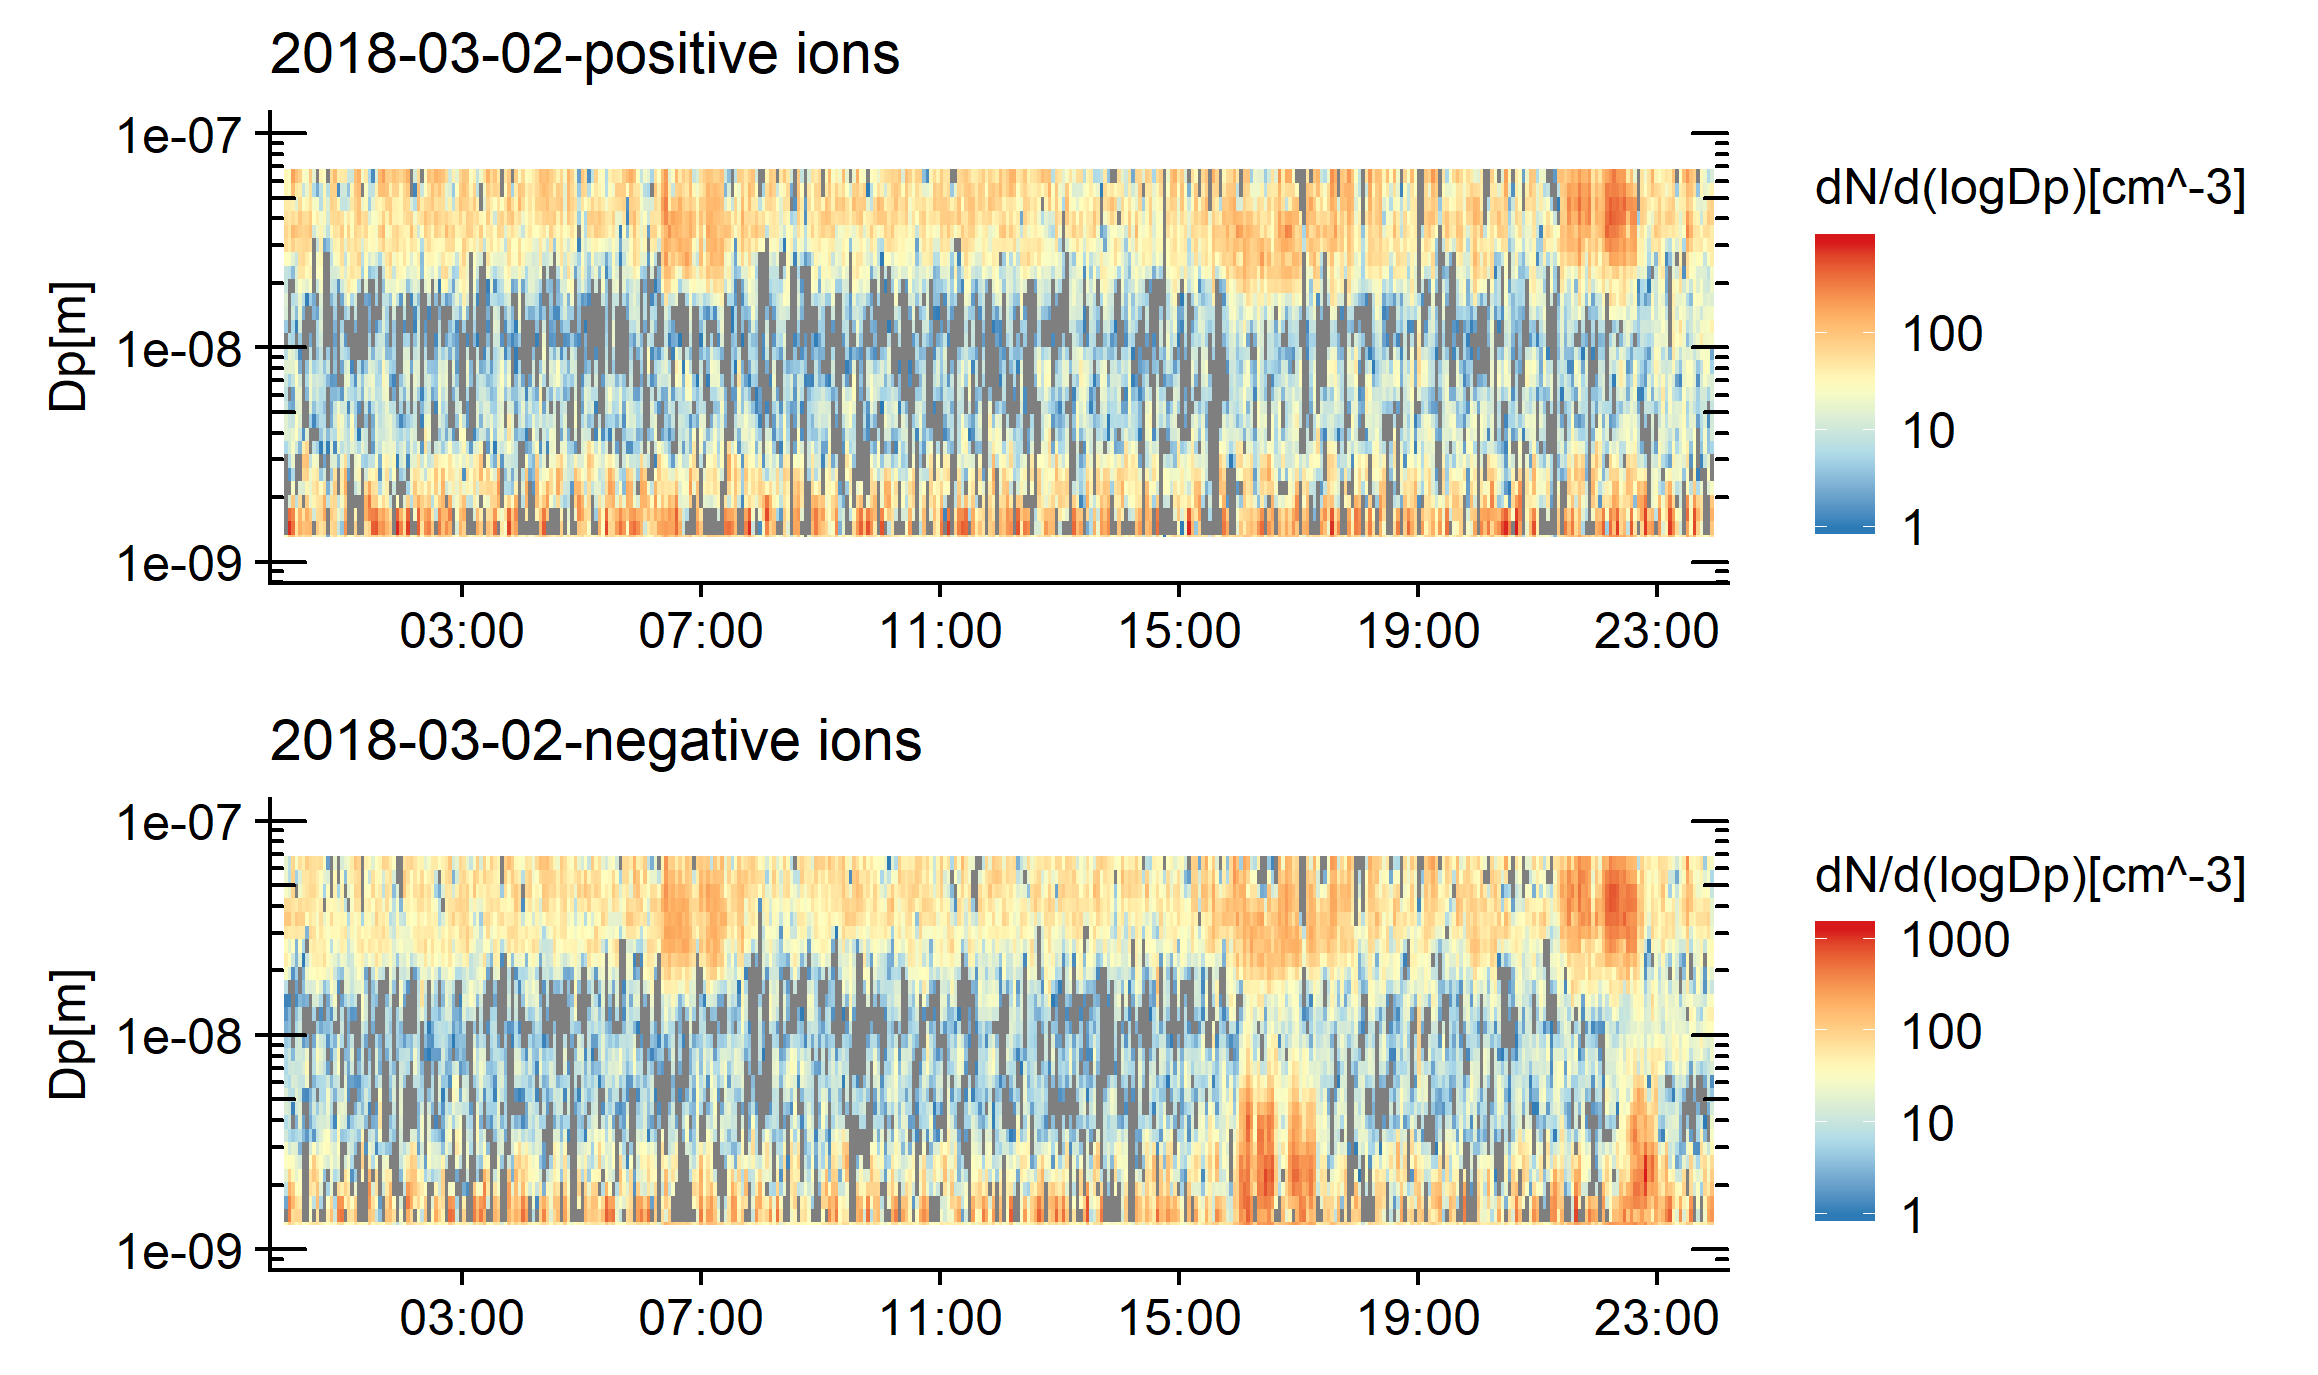 2018-03-02-positive ions
1e-07
1e-08
1e-09
Dp[m]
03:00 07:00 11:00 15:00 19:00 23:00
dN/d(logDp)[cm^-3]
100
10
1
2018-03-02-negative ions
1e-07
1e-08
1e-09
Dp[m]
03:00 07:00 11:00 15:00 19:00 23:00
dN/d(logDp)[cm^-3]
1000
100
10
1